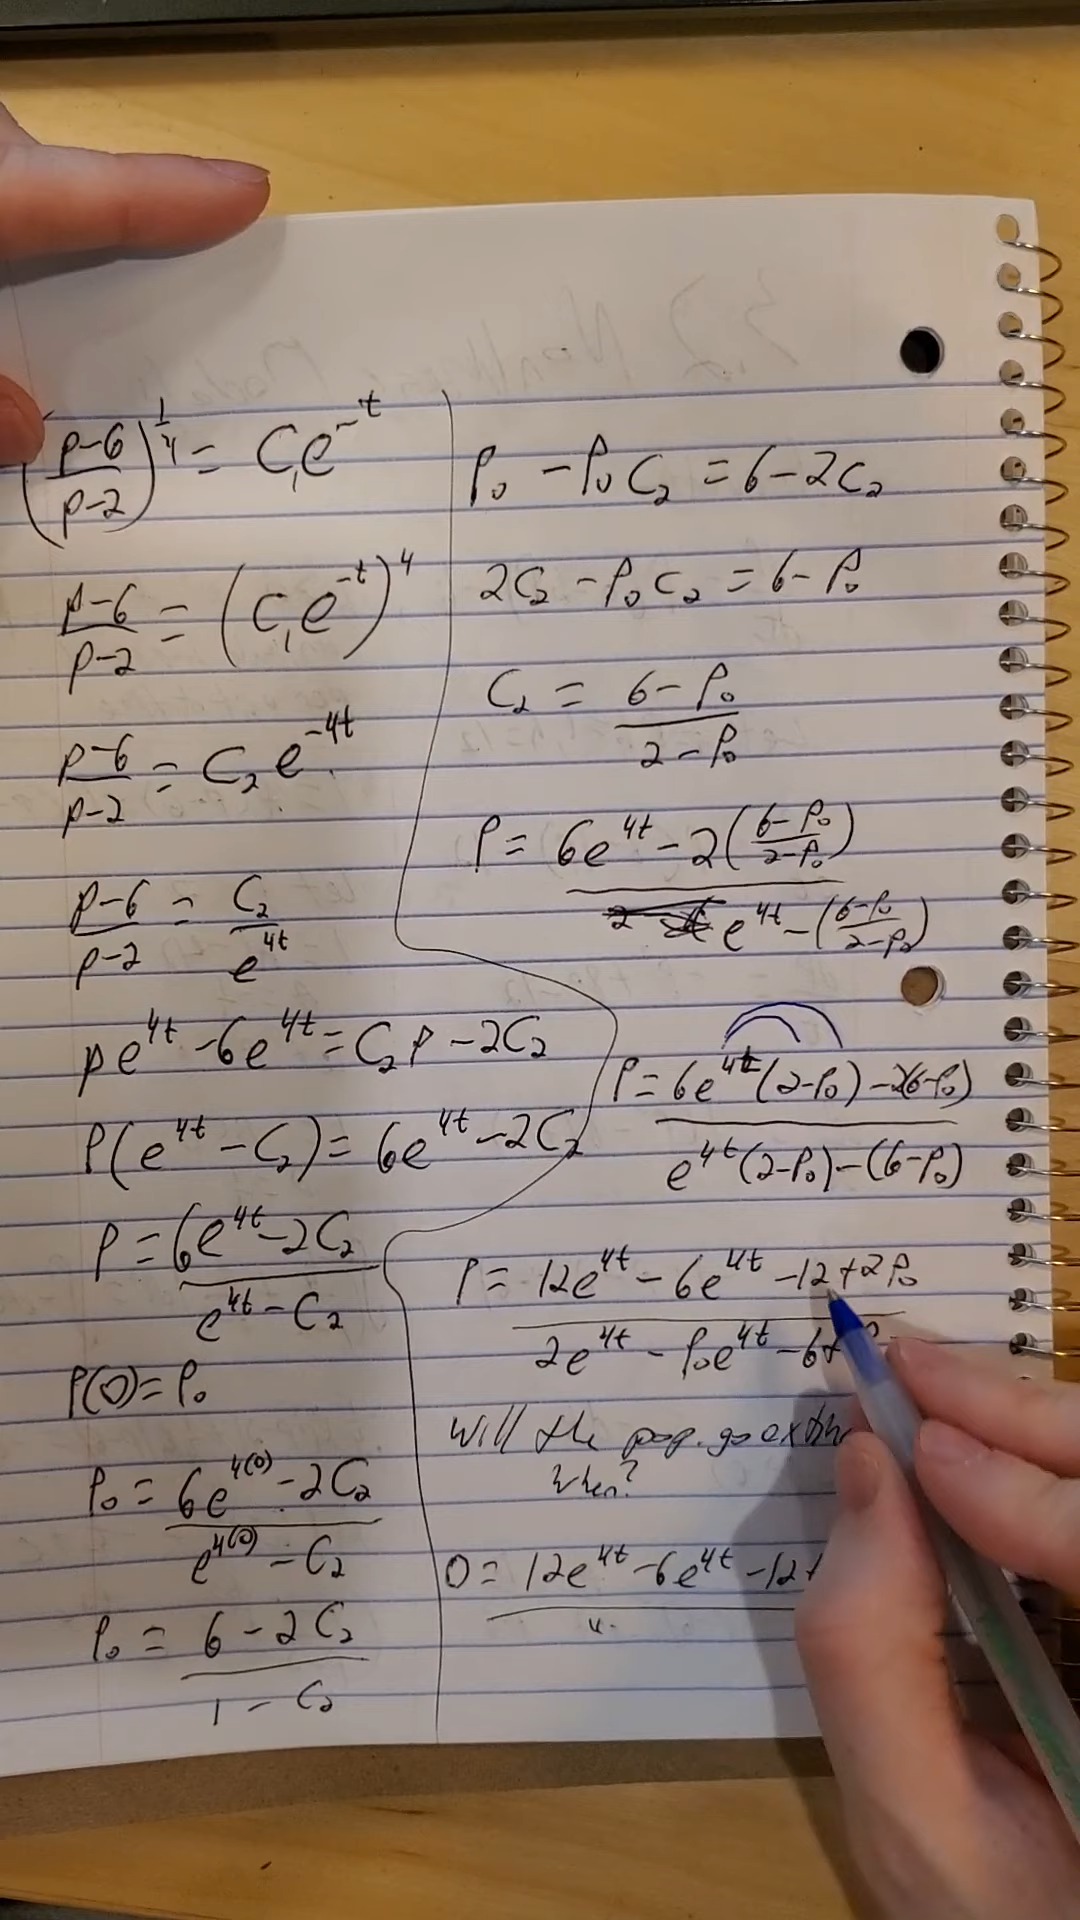 (p-6/p-2)^1/4 = C₁e^-t
p-6/p-2 = (C₁e^-t)^4
p-6/p-2 = C₂e^-4t
p-6/p-2 = C₂/e^4t
pe^4t - 6e^4t = C₂p - 2C₂
P(e^4t - C₂) = 6e^4t - 2C₂
P = 6e^4t - 2C₂ / e^4t - C₂
P(0) = P₀
P₀ = 6e^4(0) - 2C₂ / e^4(0) - C₂
P₀ = 6 - 2C₂ / 1 - C₂
P₀ - P₀C₂ = 6 - 2C₂
2C₂ - P₀C₂ = 6 - P₀
C₂ = 6 - P₀ / 2 - P₀
P = 6e^4t - 2(6-P₀/2-P₀) / e^4t - (6-P₀/2-P₀)
P = 6e^4t(2-P₀) - 2(6-P₀) / e^4t(2-P₀) - (6-P₀)
P = 12e^4t - 6e^4t - 12 + 2P₀ / 2e^4t - P₀e^4t - 6+
Will the pop. go
when?
0 = 12e^4t - 6e^4t - 12+
"